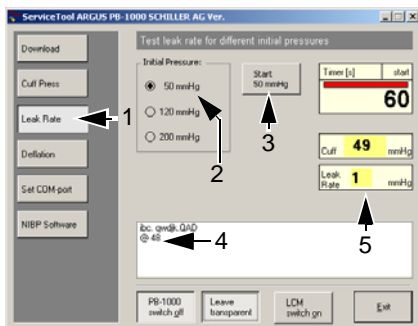 ServiceTool ARGUS PB-1000 SCHILLER AG Ver.
Test leak rate for different initial pressures
Download
Cuff Press
Leak Rate
Deflation
Set COM-port
NIBP Software
Initial Pressure:
50 mmHg
120 mmHg
200 mmHg
Start
50 mmHg
Timer [s]
start
60
Cuff 49 mmHg
Leak Rate 1 mmHg
1
2
3
4
5
@ 48
PB-1000
switch off
Leave
transparent
LCM
switch on
Exit